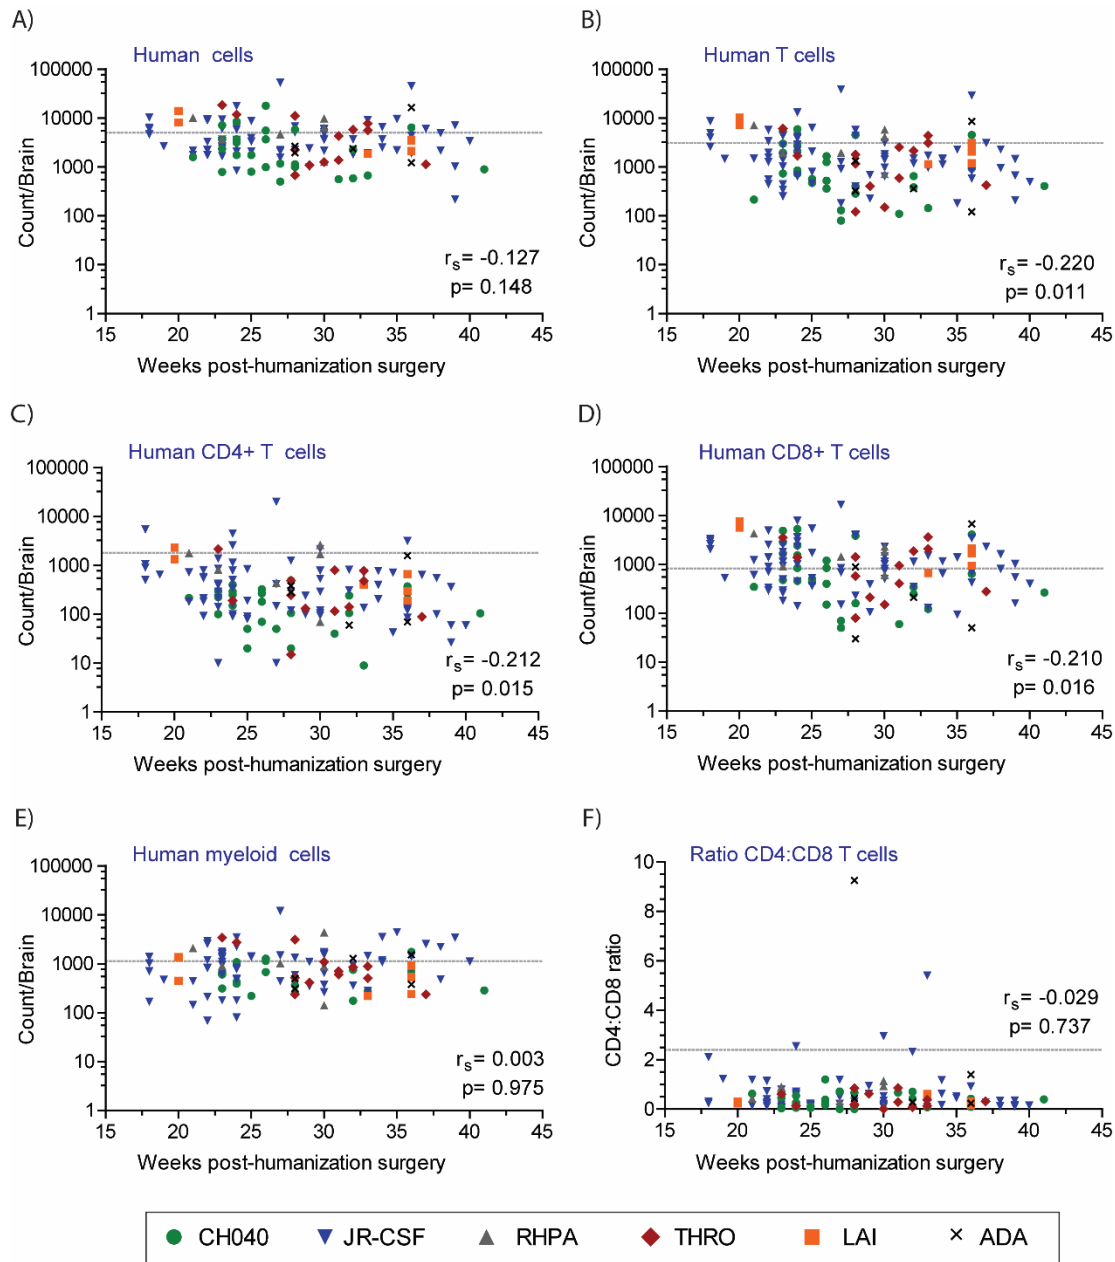 A)
Human cells
100000
10000
1000
100
10
1
Count/Brain
15 20 25 30 35 40 45
Weeks post-humanization surgery
rs= -0.127
p= 0.148
B)
Human T cells
100000
10000
1000
100
10
1
Count/Brain
15 20 25 30 35 40 45
Weeks post-humanization surgery
rs= -0.220
p= 0.011
C)
Human CD4+ T cells
100000
10000
1000
100
10
1
Count/Brain
15 20 25 30 35 40 45
Weeks post-humanization surgery
rs= -0.212
p= 0.015
D)
Human CD8+ T cells
100000
10000
1000
100
10
1
Count/Brain
15 20 25 30 35 40 45
Weeks post-humanization surgery
rs= -0.210
p= 0.016
E)
Human myeloid cells
100000
10000
1000
100
10
1
Count/Brain
15 20 25 30 35 40 45
Weeks post-humanization surgery
rs= 0.003
p= 0.975
F)
Ratio CD4:CD8 T cells
10
8
6
4
2
0
CD4:CD8 ratio
15 20 25 30 35 40 45
Weeks post-humanization surgery
rs= -0.029
p= 0.737
CH040 JR-CSF RHPA THRO LAI ADA